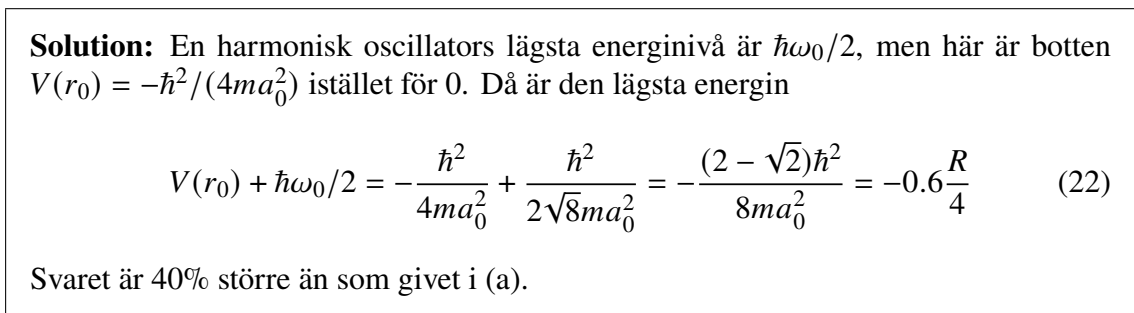 Solution: En harmonisk oscillators lägsta energinivå är ℏω₀/2, men här är botten
V(r₀) = −ℏ²/(4ma₀²) istället för 0. Då är den lägsta energin
V(r₀) + ℏω₀/2 = −ℏ²/(4ma₀²) + ℏ²/(2√8ma₀²) = −(2 − √2)ℏ²/(8ma₀²) = −0.6 R/4 (22)
Svaret är 40% större än som givet i (a).